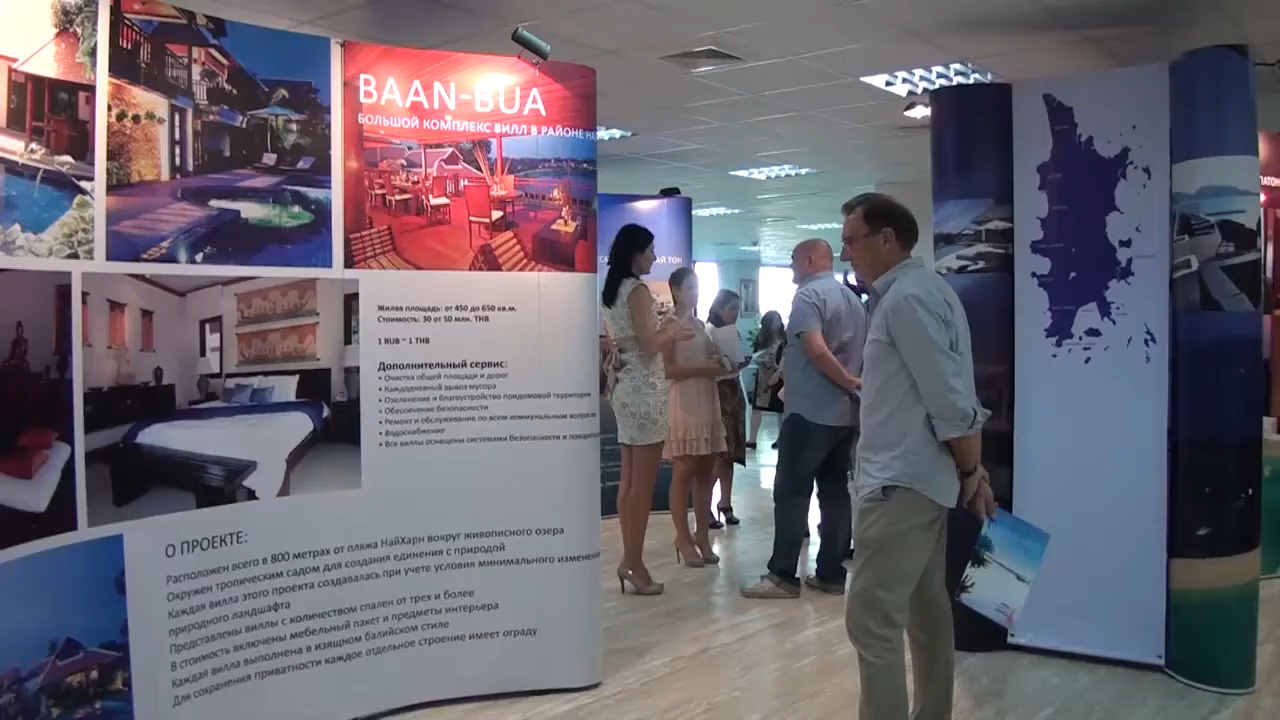 BAAN-BUA
БОЛЬШОЙ КОМПЛЕКС ВИЛЛ В РАЙОНЕ
Жилая площадь: от 450 до 650 кв.м.
Стоимость: 30 от 50 млн. ТНВ
1 RUB ~ 1 THB
Дополнительный сервис:
• Очистка общей площади и дорог
• Каждодневный вывоз мусора
• Озеленение и благоустройство придомовой территории
• Обеспечение безопасности
• Ремонт и обслуживание по всем коммунальным вопросам
• Водоснабжение
• Все виллы оснащены системами безопасности и
О ПРОЕКТЕ:
Расположен всего в 800 метрах от пляжа НайХарн вокруг живописного озера
Окружен тропическим садом для создания единения с природой
Каждая вилла этого проекта создавалась при учете условия минимального изменен
природного ландшафта
Представлены виллы с количеством спален от трех и более
В стоимость включены мебельный пакет и предметы интерьера
Каждая вилла выполнена в изящном балийском стиле
Для сохранения приватности каждое отдельное строение имеет ограду
АЙ ТОН